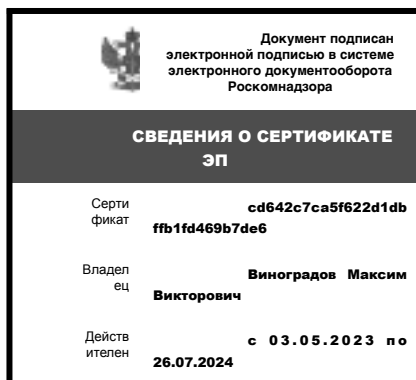 Документ подписан
электронной подписью в системе
электронного документооборота
Роскомнадзора
СВЕДЕНИЯ О СЕРТИФИКАТЕ
ЭП
Серти
фикат
cd642c7ca5f622d1db
ffb1fd469b7de6
Владел
ец
Виноградов Максим
Викторович
Действ
ителен
с 03.05.2023 по
26.07.2024